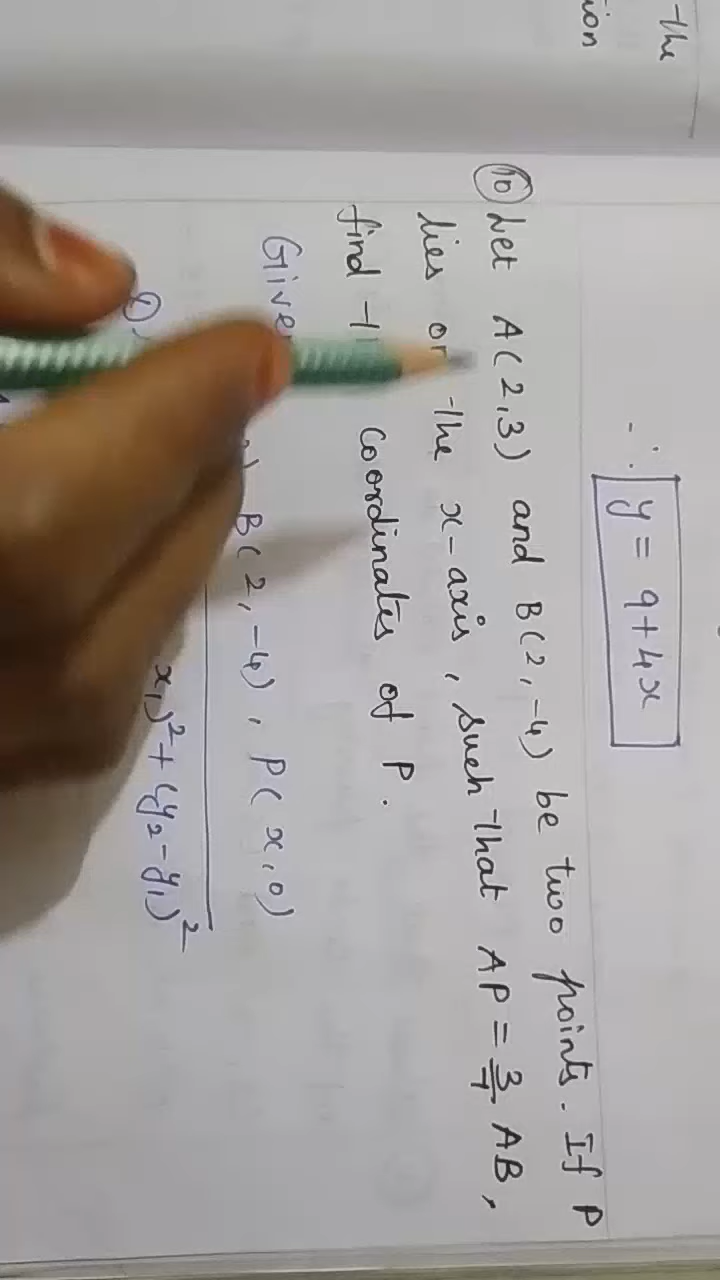 the
ion
∴ y = 9+4x
10 Let A(2,3) and B(2,-4) be two points. If P
lies on the x-axis, such that AP = 3/7 AB,
find coordinates of P.
B(2,-4), P(x,0)
x₁)²+(y₂-y₁)²